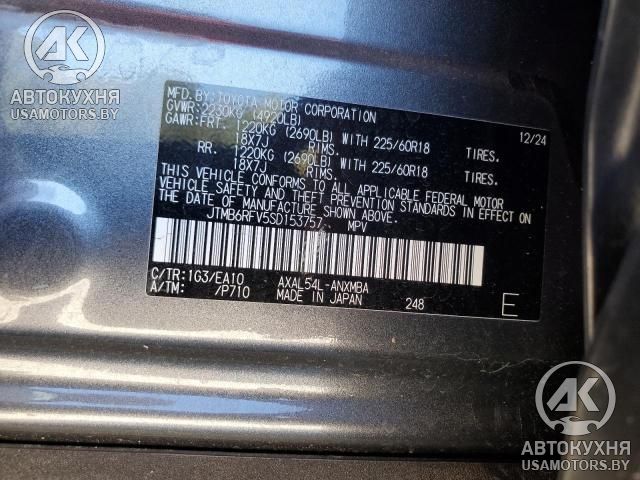 AK
АВТОКУХНЯ
USAMOTORS.BY
MFD.BY:TOYOTA MOTOR CORPORATION 12/24
GVWR:2230KG (4920LB)
GAWR:FRT. 1220KG (2690LB) WITH 225/60R18 TIRES.
18X7J RIMS.
RR. 1220KG (2690LB) WITH 225/60R18 TIRES.
18X7J RIMS.
THIS VEHICLE CONFORMS TO ALL APPLICABLE FEDERAL MOTOR
VEHICLE SAFETY AND THEFT PREVENTION STANDARDS IN EFFECT
ON THE DATE OF MANUFACTURE SHOWN ABOVE.
JTMB6RFV5SD153757 MPV
C/TR:1G3/EA10 AXAL54L-ANXMBA
A/TM: /P710 MADE IN JAPAN 248 E
AK
АВТОКУХНЯ
USAMOTORS.BY